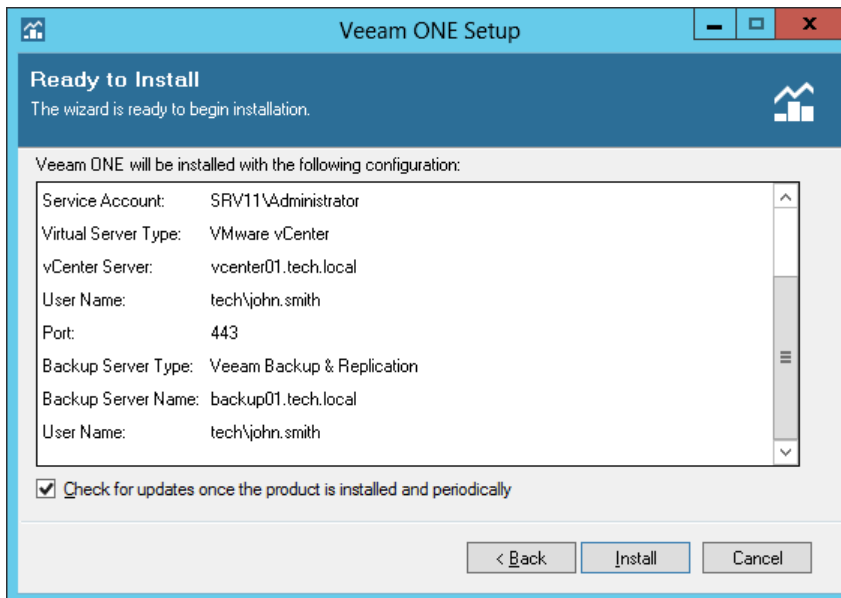 Veeam ONE Setup
Ready to Install
The wizard is ready to begin installation.
Veeam ONE will be installed with the following configuration:
Service Account: SRV11\Administrator
Virtual Server Type: VMware vCenter
vCenter Server: vcenter01.tech.local
User Name: tech\john.smith
Port: 443
Backup Server Type: Veeam Backup & Replication
Backup Server Name: backup01.tech.local
User Name: tech\john.smith
Check for updates once the product is installed and periodically
< Back Install Cancel